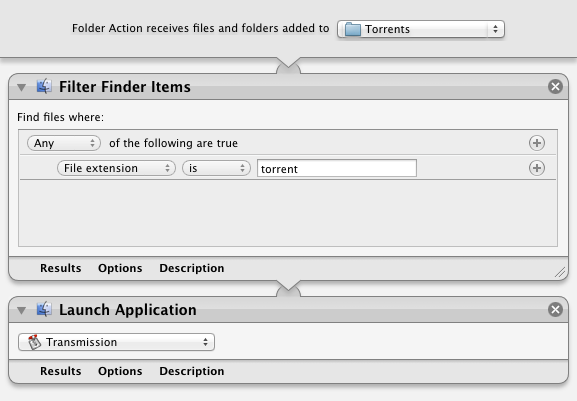 Folder Action receives files and folders added to Torrents
Filter Finder Items
Find files where:
Any of the following are true
File extension is torrent
Results Options Description
Launch Application
Transmission
Results Options Description